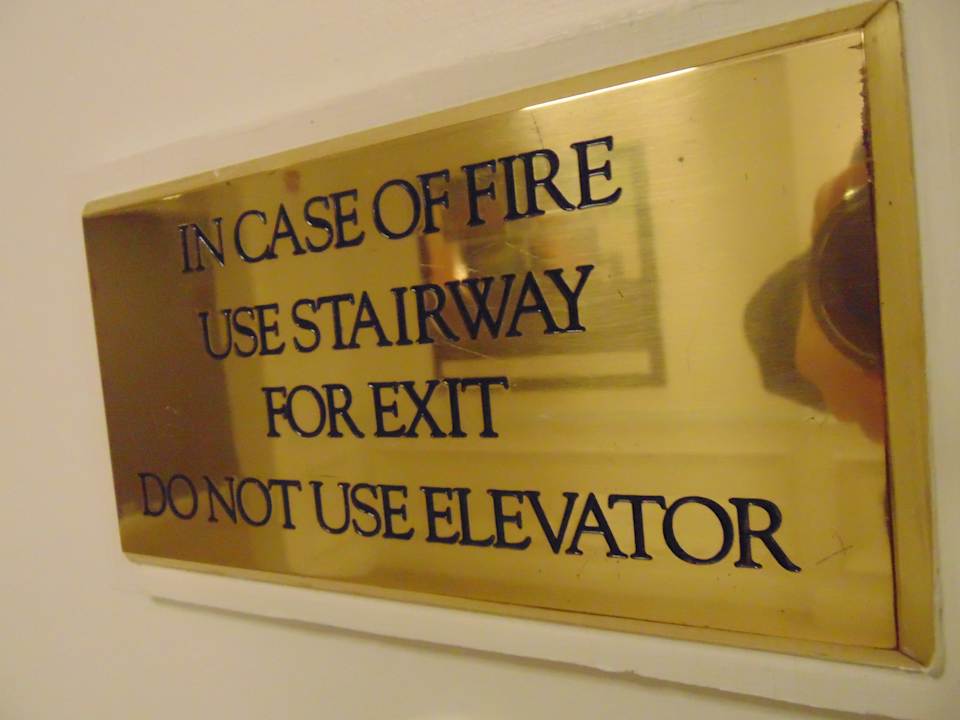 IN CASE OF FIRE
USE STAIRWAY
FOR EXIT
DO NOT USE ELEVATOR